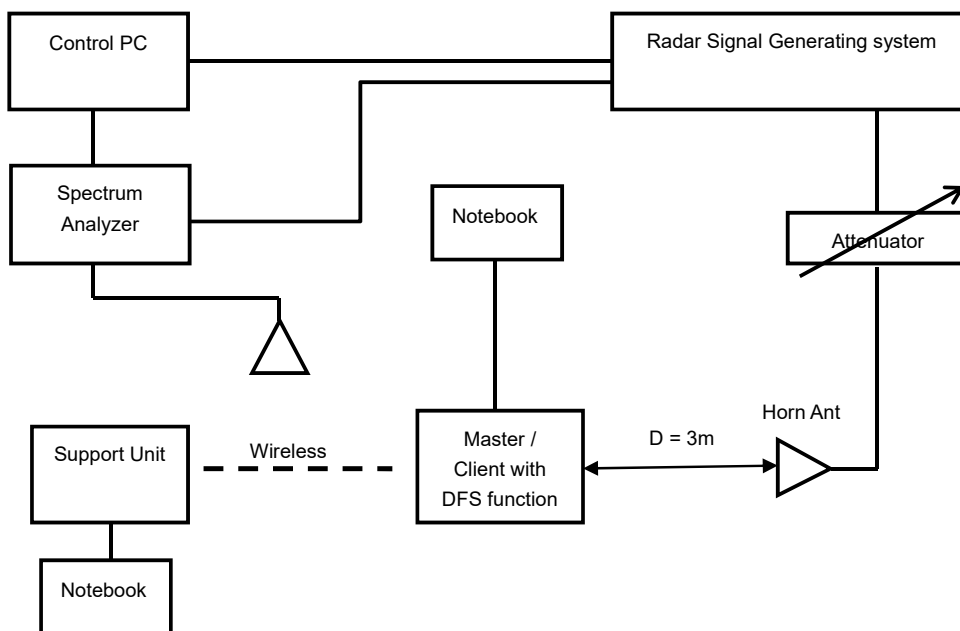 Control PC
Radar Signal Generating system
Spectrum
Analyzer
Notebook
Attenuator
Horn Ant
Support Unit
Wireless
Master /
Client with
DFS function
D = 3m
Notebook